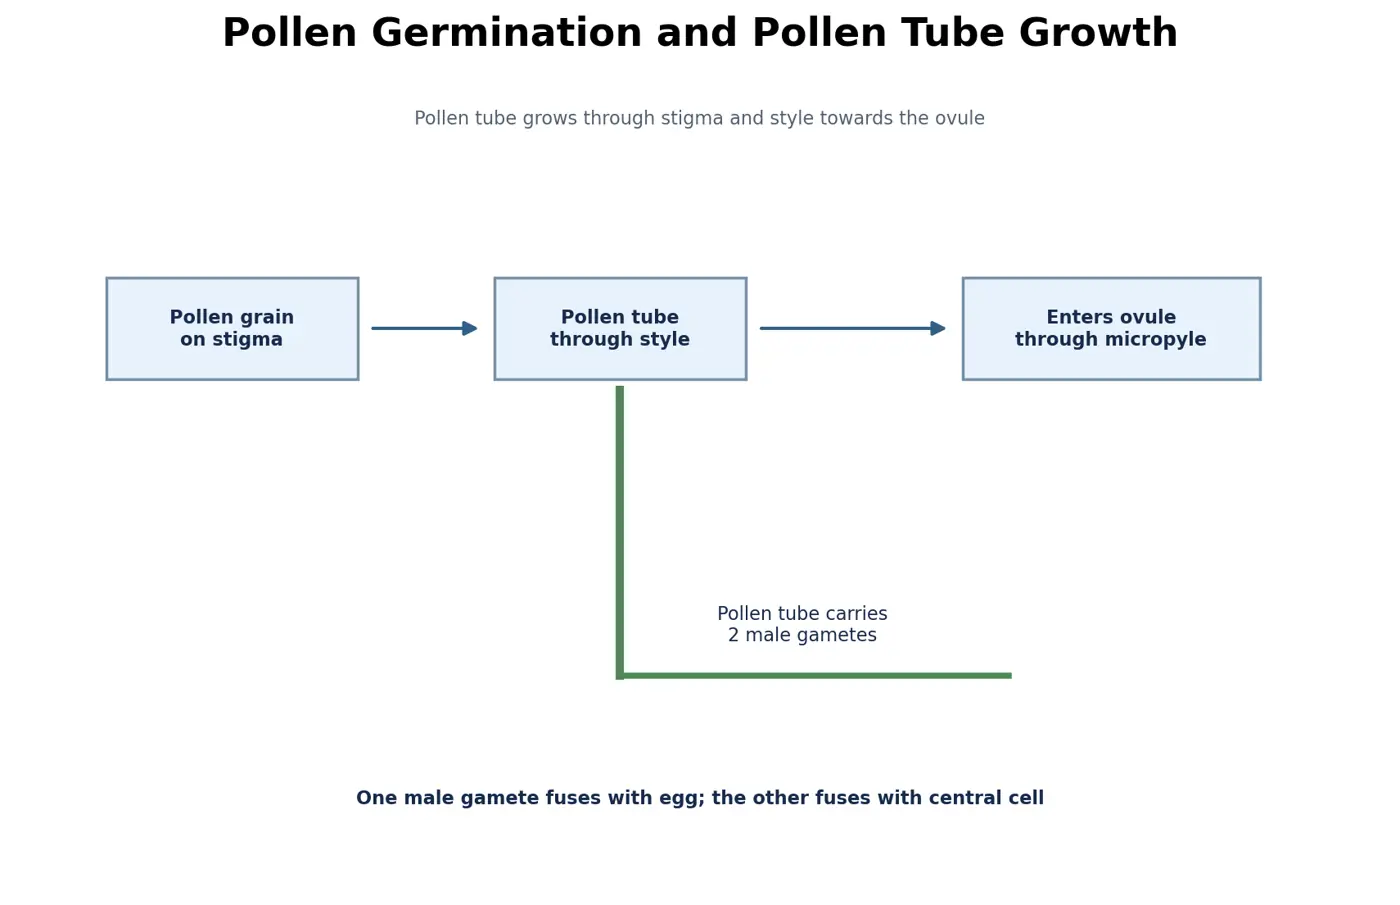 Pollen Germination and Pollen Tube Growth
Pollen tube grows through stigma and style towards the ovule
Pollen grain
on stigma
Pollen tube
through style
Enters ovule
through micropyle
Pollen tube carries
2 male gametes
One male gamete fuses with egg; the other fuses with central cell